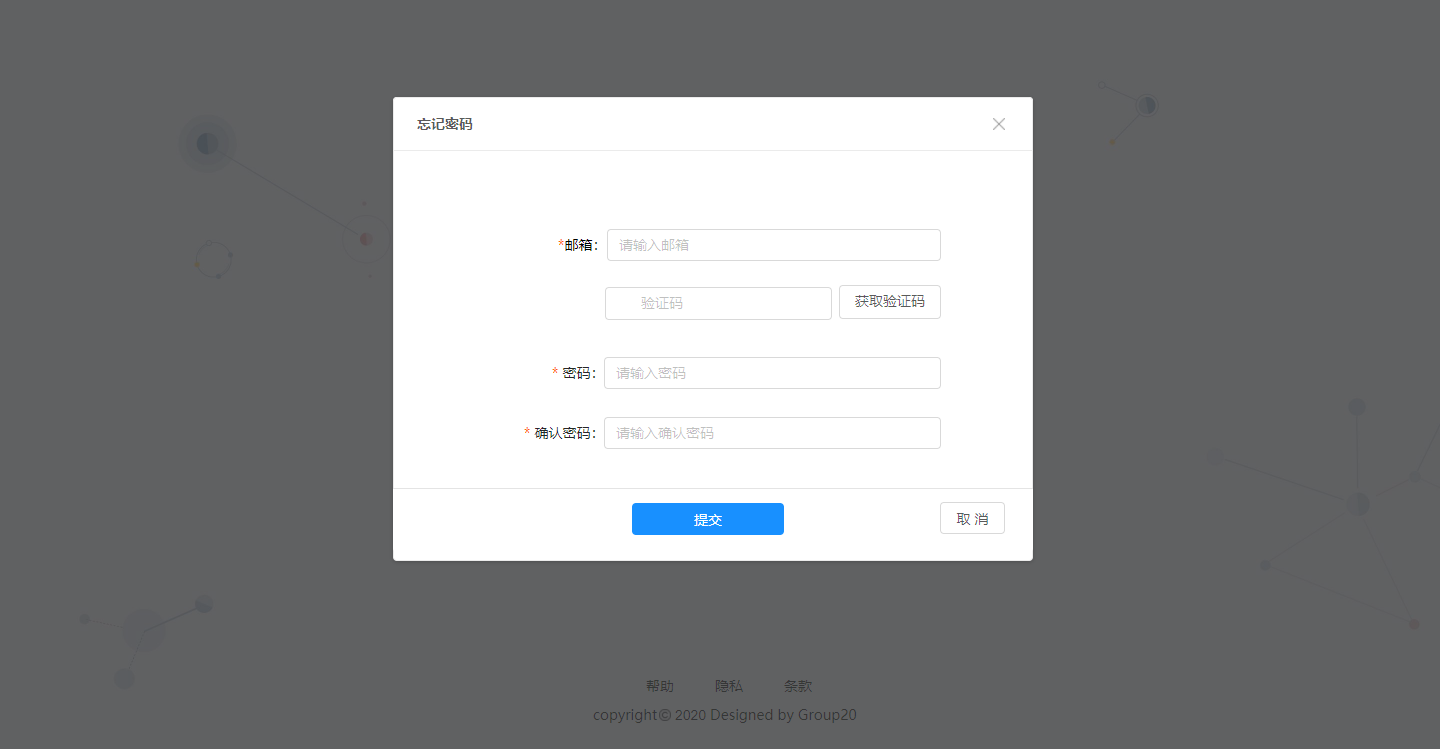 忘记密码
*邮箱： 请输入邮箱
验证码 获取验证码
* 密码： 请输入密码
* 确认密码： 请输入确认密码
提交 取 消
帮助 隐私 条款
copyright© 2020 Designed by Group20